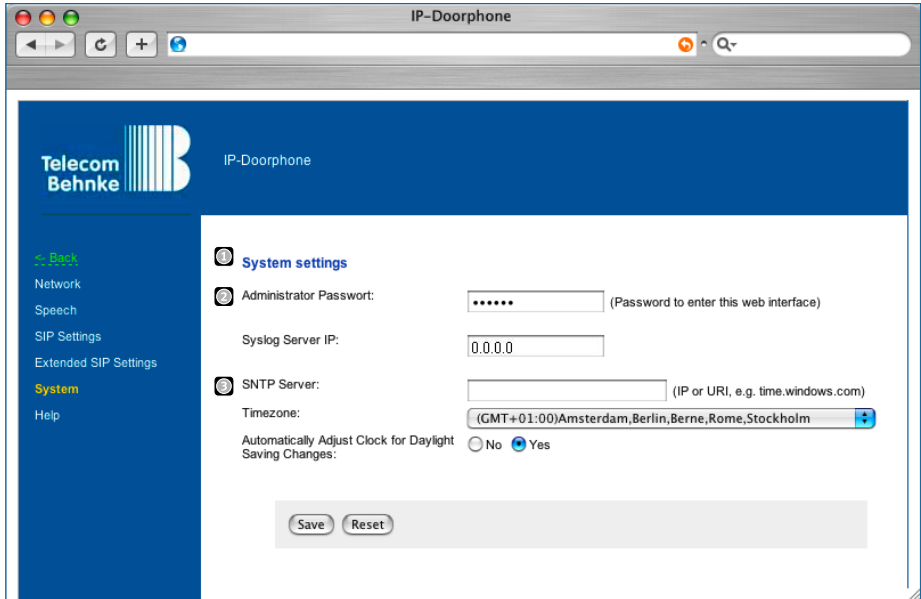 IP-Doorphone
Telecom
Behnke
IP-Doorphone
<- Back
Network
Speech
SIP Settings
Extended SIP Settings
System
Help
1 System settings
2 Administrator Passwort: •••••• (Password to enter this web interface)
Syslog Server IP: 0.0.0.0
3 SNTP Server: (IP or URI, e.g. time.windows.com)
Timezone: (GMT+01:00)Amsterdam,Berlin,Berne,Rome,Stockholm
Automatically Adjust Clock for Daylight No Yes
Saving Changes:
Save Reset